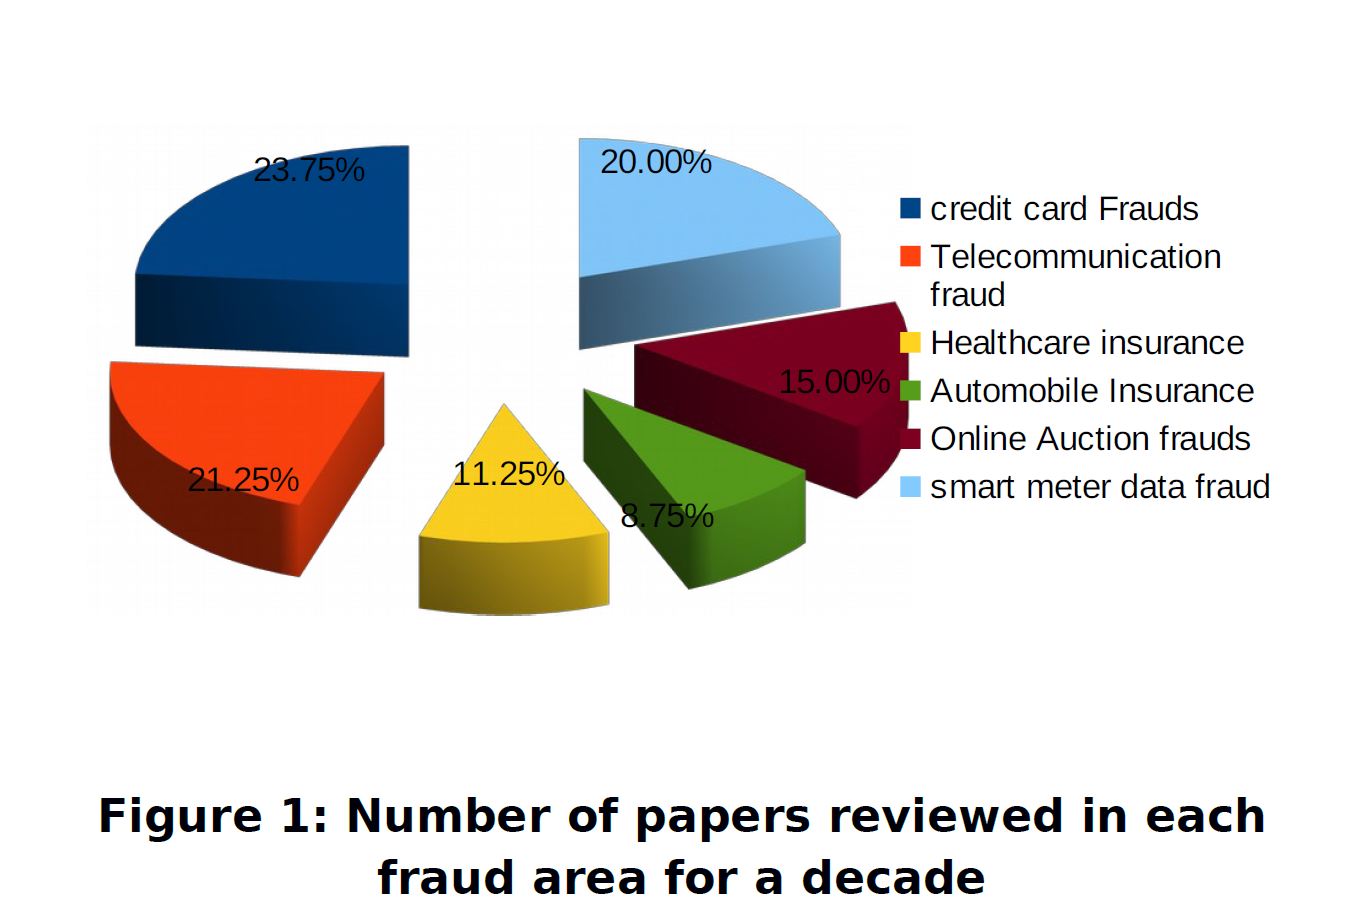 23.75%
20.00%
credit card Frauds
Telecommunication
fraud
Healthcare insurance
15.00%
Automobile Insurance
Online Auction frauds
21.25%
11.25%
smart meter data fraud
8.75%
Figure 1: Number of papers reviewed in each
fraud area for a decade